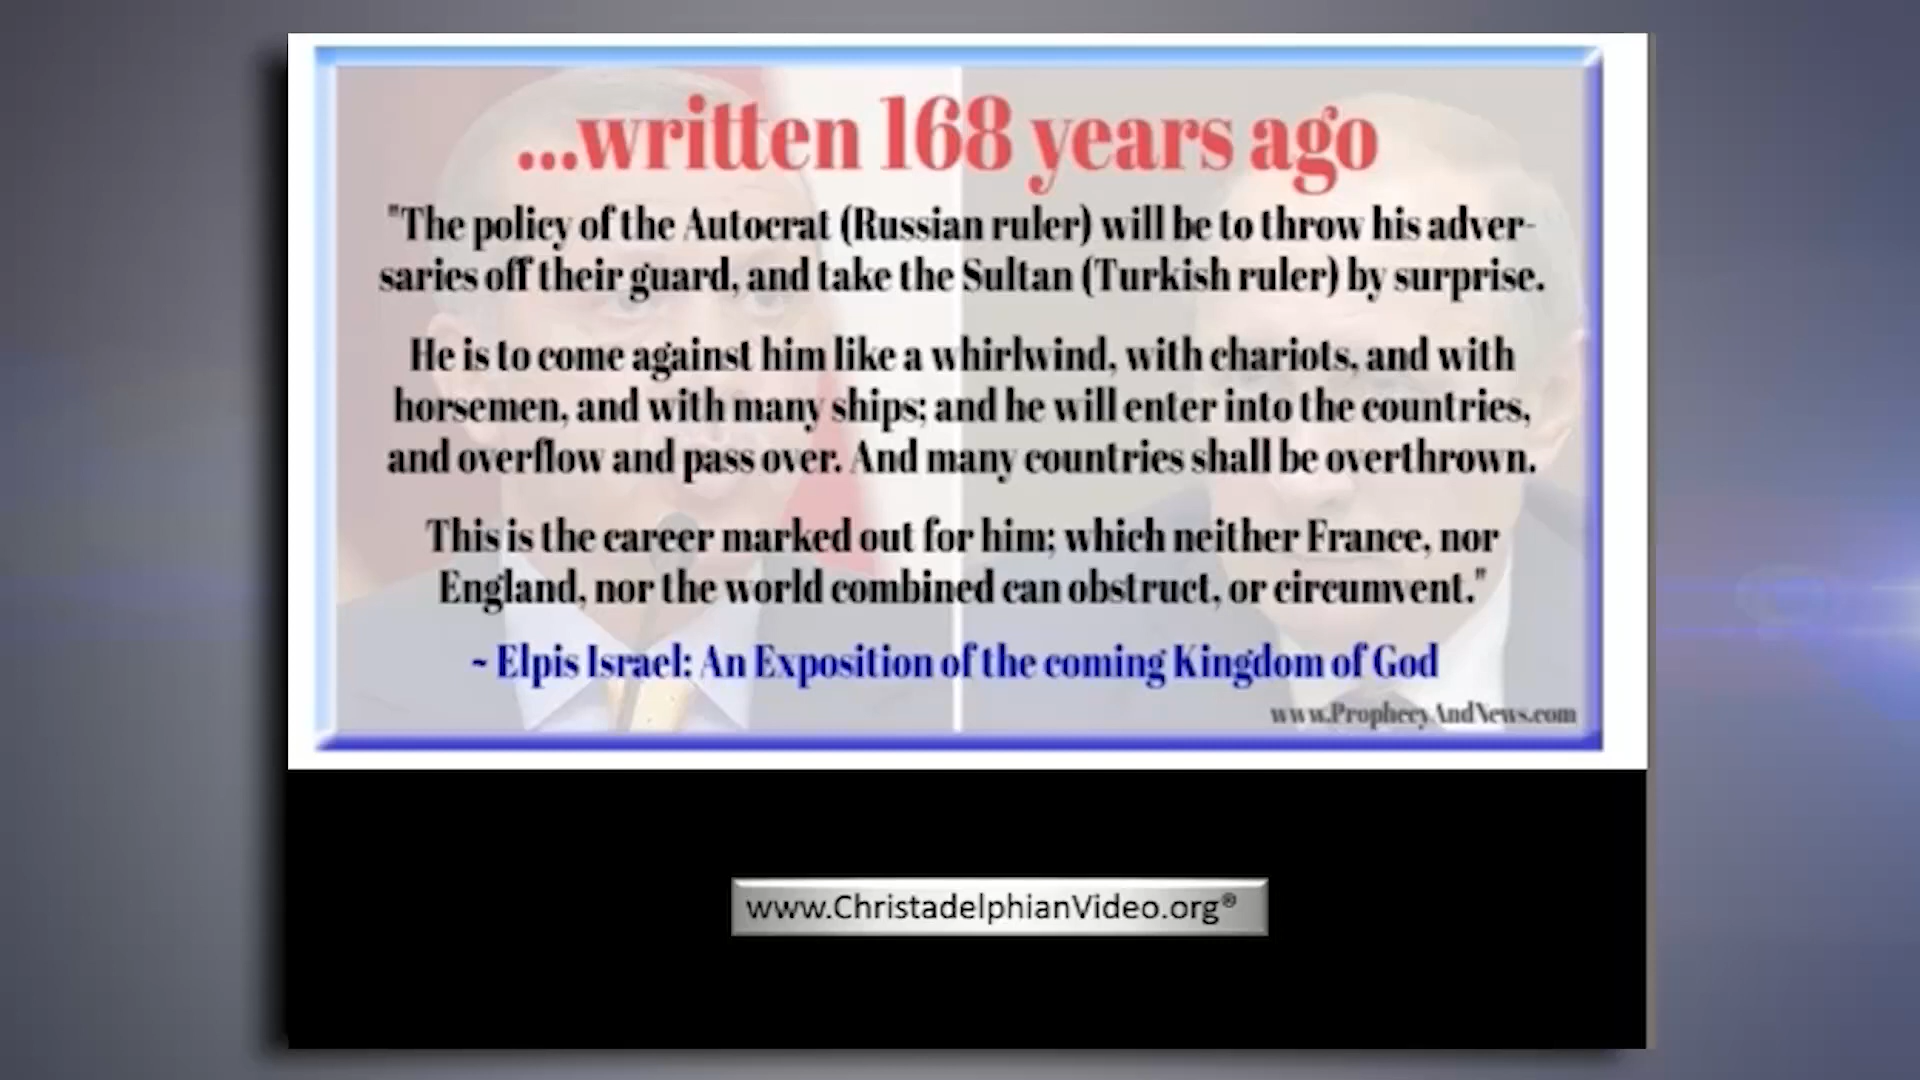 ...written 168 years ago
"The policy of the Autocrat (Russian ruler) will be to throw his adver-
saries off their guard, and take the Sultan (Turkish ruler) by surprise.
He is to come against him like a whirlwind, with chariots, and with
horsemen, and with many ships; and he will enter into the countries,
and overflow and pass over. And many countries shall be overthrown.
This is the career marked out for him; which neither France, nor
England, nor the world combined can obstruct, or circumvent."
~ Elpis Israel: An Exposition of the coming Kingdom of God
www.ProphecyAndNews.com
www.ChristadelphianVideo.org®